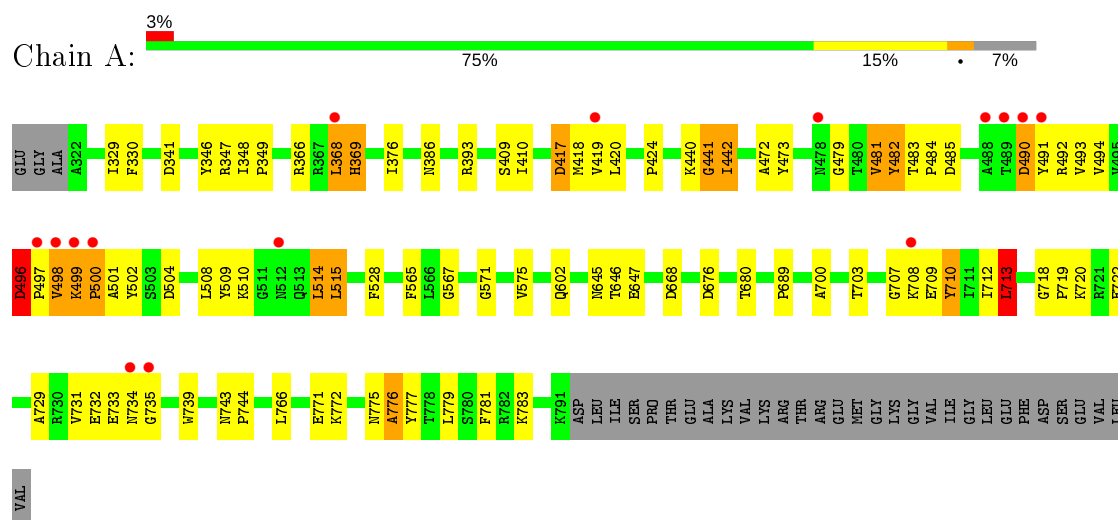 3%
Chain A:
75% 15% • 7%
GLU GLY ALA A322 I329 F330 D341 Y346 R347 I348 P349 R366 R367 L368 H369 I376 N386 R393 S409 I410 D417 M418 V419 L420 P424 K440 G441 I442 A472 Y473 N478 G479 T480 V481 Y482 T483 P484 D485 A488 T489 D490 Y491 R492 V493 V494 V495
D496 P497 V498 K499 P500 A501 Y502 S503 D504 L508 Y509 K510 G511 N512 Q513 L514 L515 F528 F565 L566 G567 G571 V575 Q602 N645 T646 E647 D668 D676 T680 P689 A700 T703 G707 K708 E709 Y710 I711 I712 L713 G718 P719 K720 R721
A729 R730 V731 E732 E733 N734 G735 W739 N743 P744 L766 E771 K772 N775 A776 Y777 T778 L779 S780 F781 R782 K783 K791 ASP LEU ILE SER PRO THR GLU ALA LYS VAL LYS ARG THR ARG GLU MET GLY LYS GLY VAL ILE GLY LEU GLU PHE ASP SER GLU VAL LEU
VAL